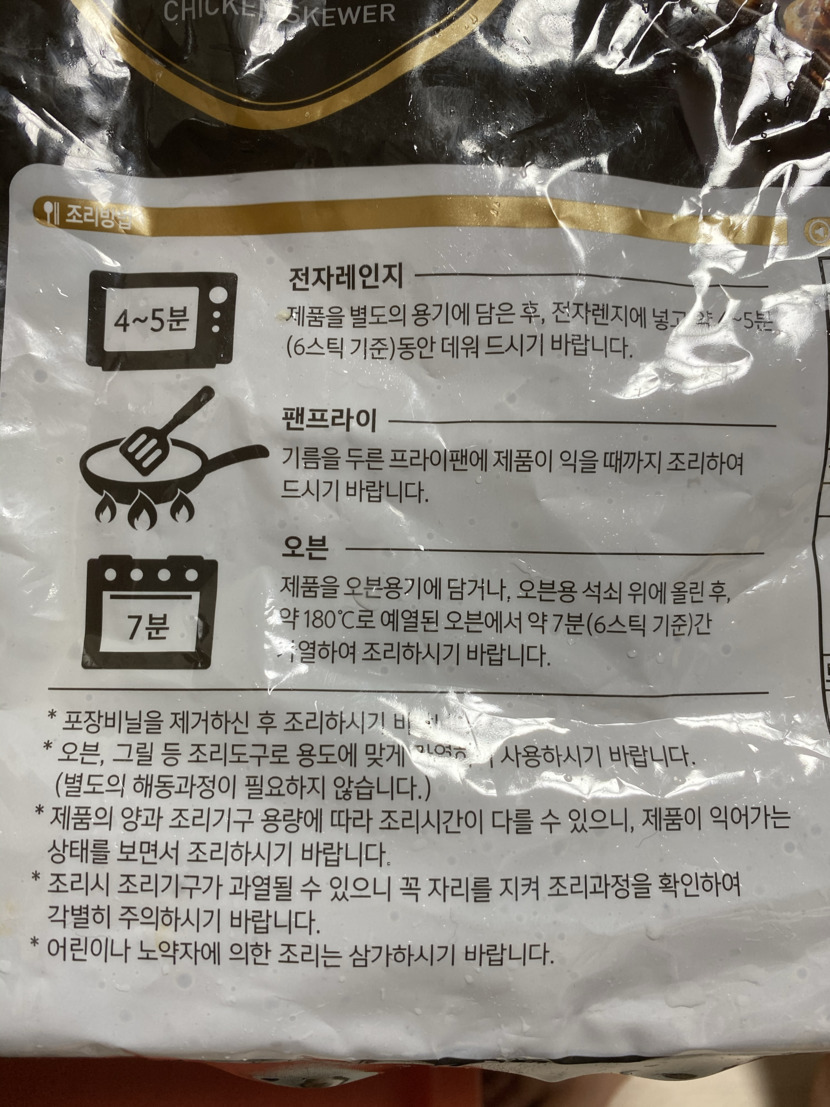 CHICKEN SKEWER
조리방법
4~5분
전자레인지
제품을 별도의 용기에 담은 후, 전자렌지에 넣고 약 4~5분
(6스틱 기준)동안 데워 드시기 바랍니다.
팬프라이
기름을 두른 프라이팬에 제품이 익을 때까지 조리하여
드시기 바랍니다.
오븐
7분
제품을 오븐용기에 담거나, 오븐용 석쇠 위에 올린 후,
약 180℃로 예열된 오븐에서 약 7분(6스틱 기준)간
가열하여 조리하시기 바랍니다.
* 포장비닐을 제거하신 후 조리하시기
* 오븐, 그릴 등 조리도구로 용도에 맞게 사용하시기 바랍니다.
(별도의 해동과정이 필요하지 않습니다.)
* 제품의 양과 조리기구 용량에 따라 조리시간이 다를 수 있으니, 제품이 익어가는
상태를 보면서 조리하시기 바랍니다.
* 조리시 조리기구가 과열될 수 있으니 꼭 자리를 지켜 조리과정을 확인하여
각별히 주의하시기 바랍니다.
* 어린이나 노약자에 의한 조리는 삼가하시기 바랍니다.